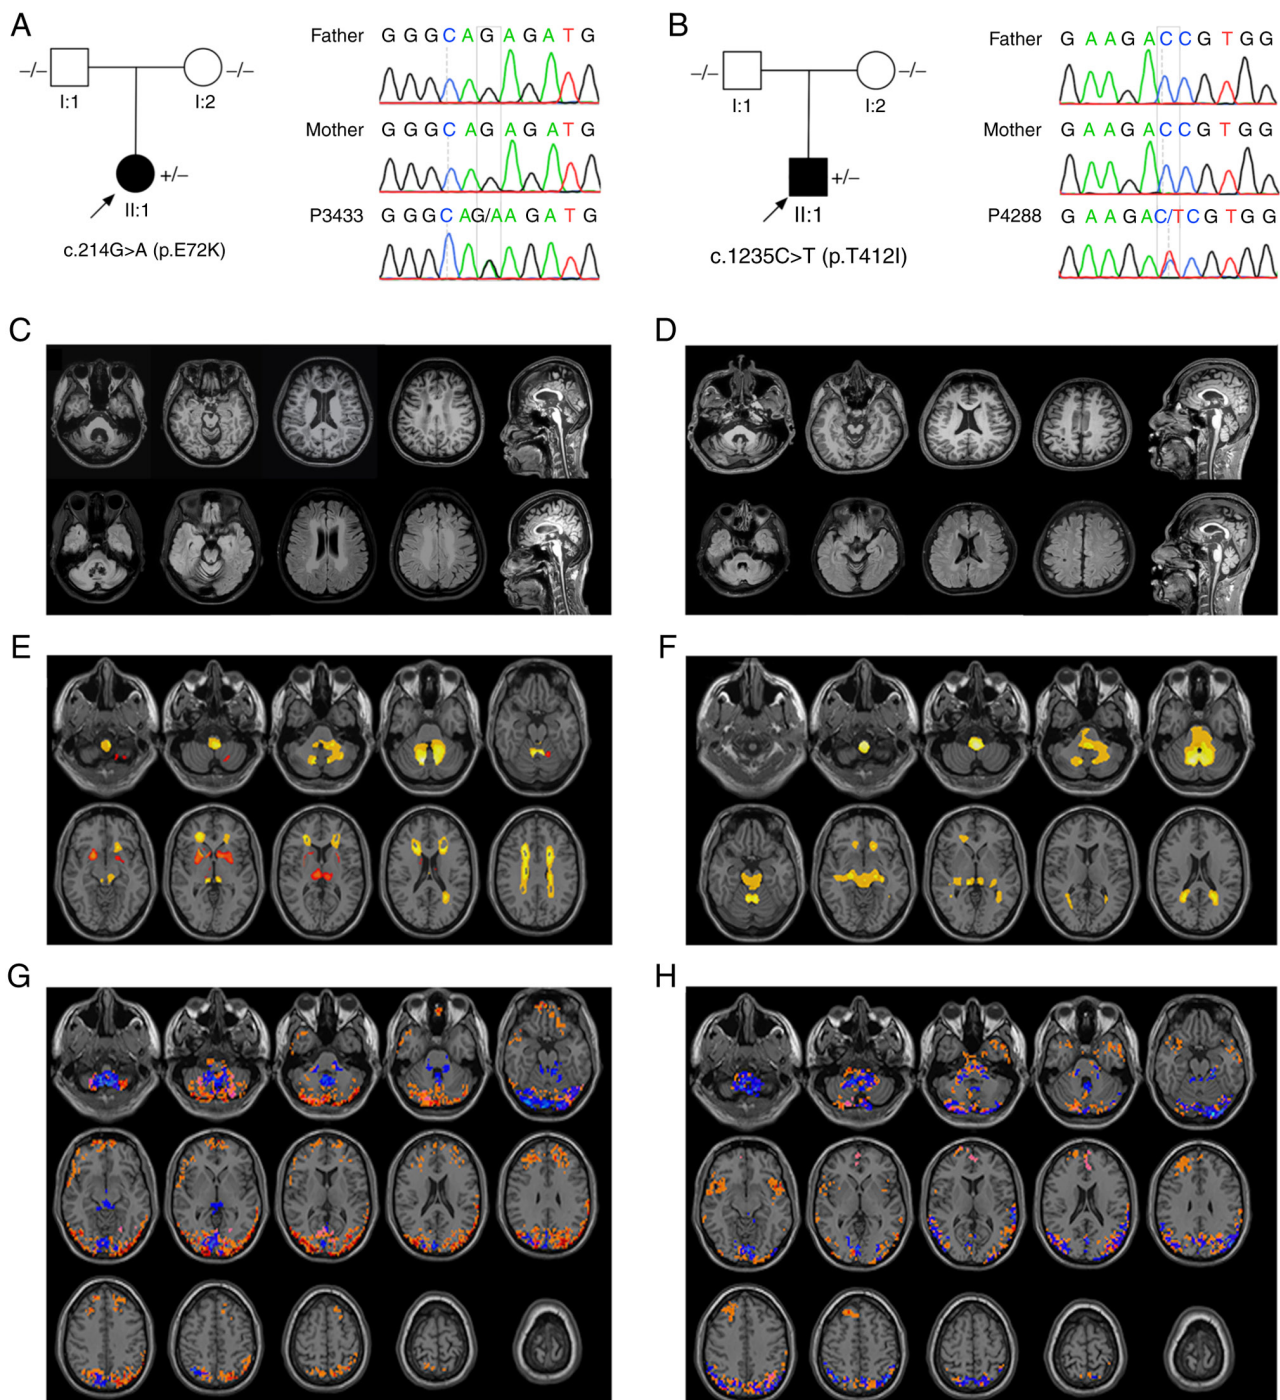 A
Father G G G C A G A G A T G
–/– –/–
I:1 I:2
Mother G G G C A G A G A T G
+/–
II:1
P3433 G G G C A G/A A G A T G
c.214G>A (p.E72K)
B
Father G A A G A C C G T G G
–/– –/–
I:1 I:2
Mother G A A G A C C G T G G
+/–
II:1
P4288 G A A G A C/T C G T G G
c.1235C>T (p.T412I)
C
D
E
F
G
H